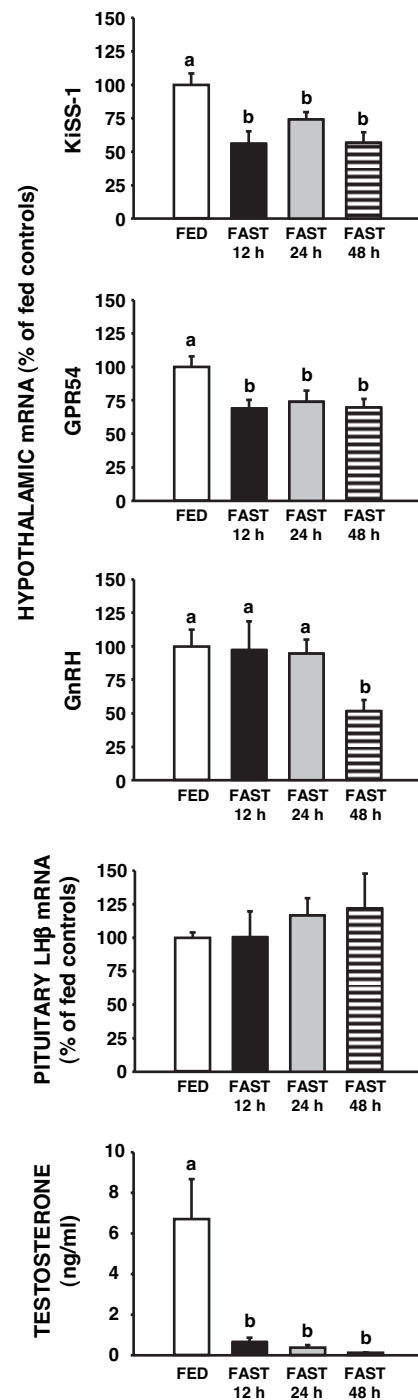 HYPOTHALAMIC mRNA (% of fed controls)
KiSS-1
150
125
100
75
50
25
0
a
b
b
b
FED FAST FAST FAST
12 h 24 h 48 h
GPR54
150
125
100
75
50
25
0
a
b
b
b
FED FAST FAST FAST
12 h 24 h 48 h
GnRH
150
125
100
75
50
25
0
a
a
a
b
FED FAST FAST FAST
12 h 24 h 48 h
PITUITARY LHβ mRNA
(% of fed controls)
150
125
100
75
50
25
0
FED FAST FAST FAST
12 h 24 h 48 h
TESTOSTERONE
(ng/ml)
10
8
6
4
2
0
a
b
b
b
FED FAST FAST FAST
12 h 24 h 48 h